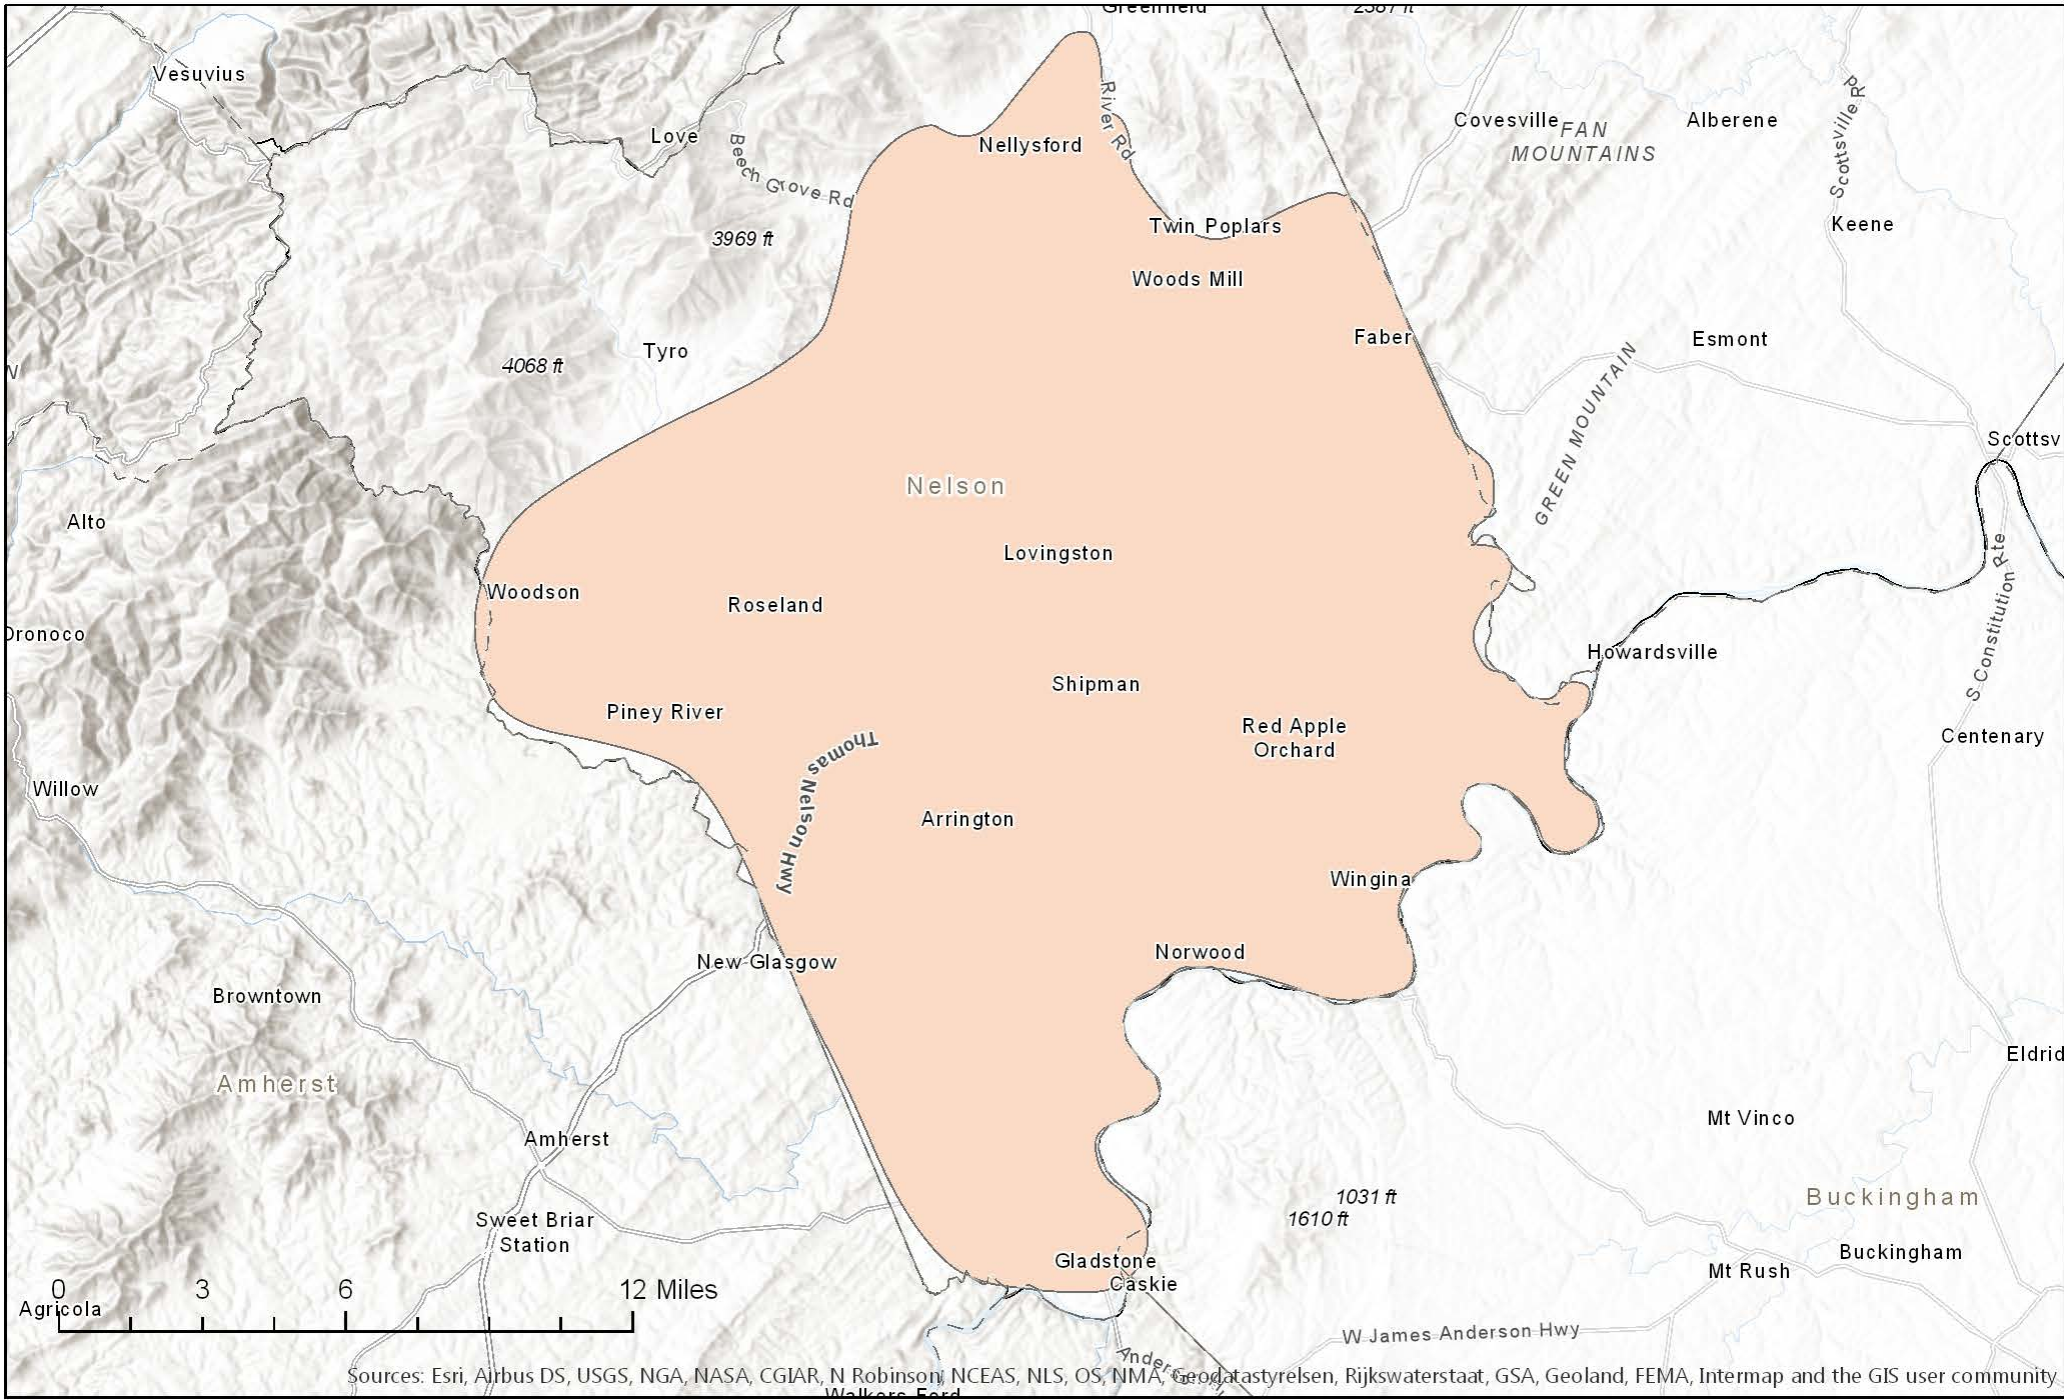 Greenfield
2387 ft
Vesuvius
River Rd
Scottsville R
Covesville
Alberene
FAN
MOUNTAINS
Love
Nellysford
Beech Grove Rd
Twin Poplars
Keene
3969 ft
Woods Mill
Faber
Esmont
Tyro
4068 ft
GREEN MOUNTAIN
Scottsv
Nelson
Alto
Lovingston
S Constitution Rte
Woodson
Roseland
Oronoco
Howardsville
Shipman
Piney River
Red Apple
Orchard
Centenary
Thomas Nelson Hwy
Willow
Arrington
Wingina
Norwood
New Glasgow
Browntown
Eldrid
Amherst
Mt Vinco
Amherst
1031 ft
Buckingham
1610 ft
Sweet Briar
Station
Buckingham
Gladstone
Mt Rush
Caskie
0 3 6 12 Miles
Agricola
W James Anderson Hwy
Sources: Esri, Airbus DS, USGS, NGA, NASA, CGIAR, N Robinson, NCEAS, NLS, OS, NMA, Geodatastyrelsen, Rijkswaterstaat, GSA, Geoland, FEMA, Intermap and the GIS user community
Walkers Ford